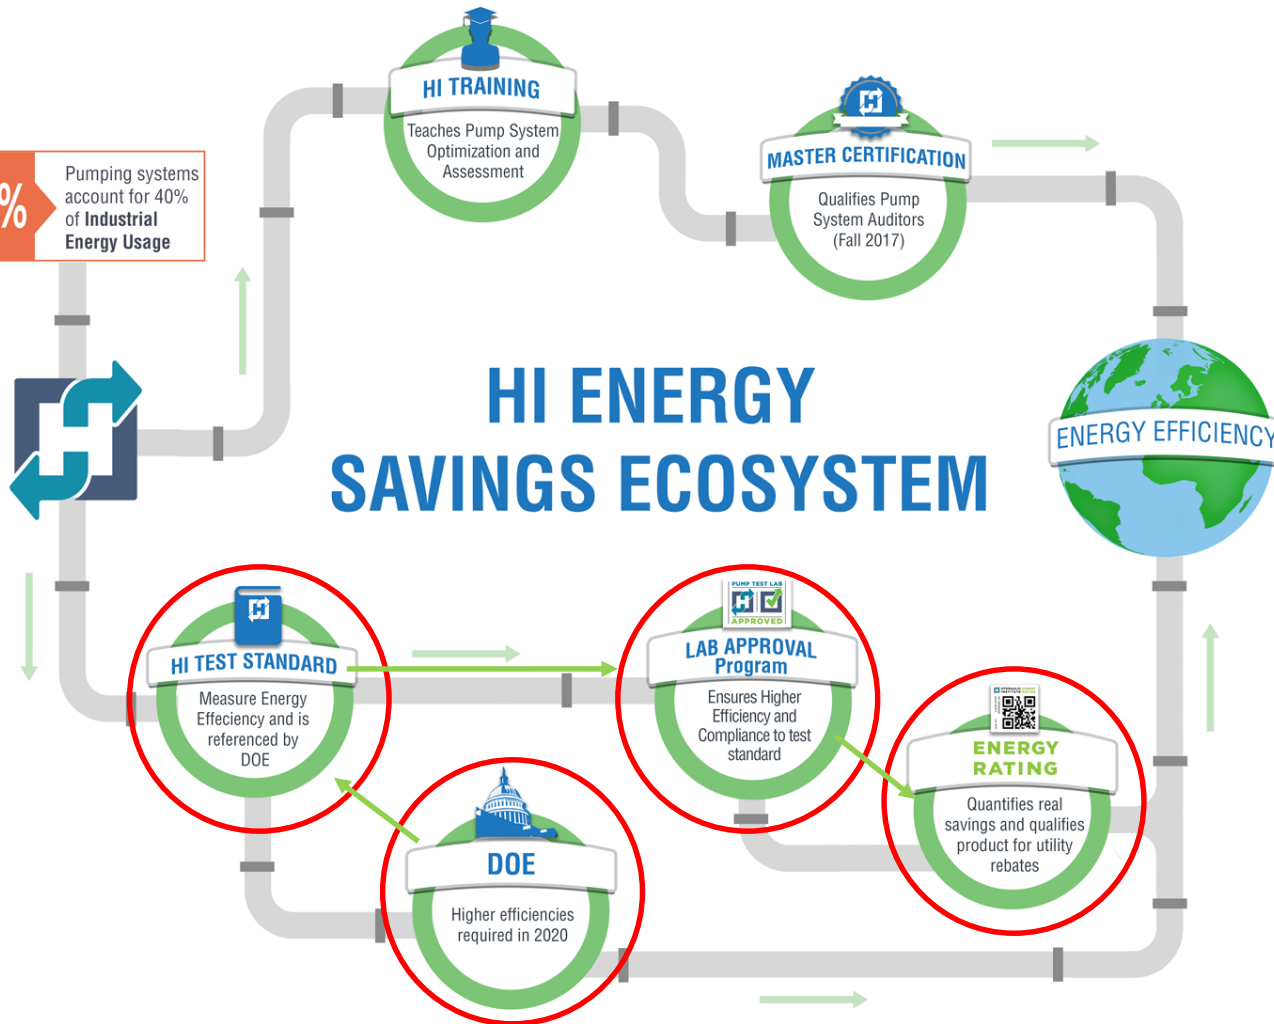 HI TRAINING
Teaches Pump System
Optimization and
Assessment
MASTER CERTIFICATION
Qualifies Pump
System Auditors
(Fall 2017)
%
Pumping systems
account for 40%
of Industrial
Energy Usage
H
HI ENERGY
SAVINGS ECOSYSTEM
ENERGY EFFICIENCY
HI TEST STANDARD
Measure Energy
Effeciency and is
referenced by
DOE
PUMP TEST LAB
APPROVED
LAB APPROVAL
Program
Ensures Higher
Efficiency and
Compliance to test
standard
ENERGY
RATING
Quantifies real
savings and qualifies
product for utility
rebates
DOE
Higher efficiencies
required in 2020